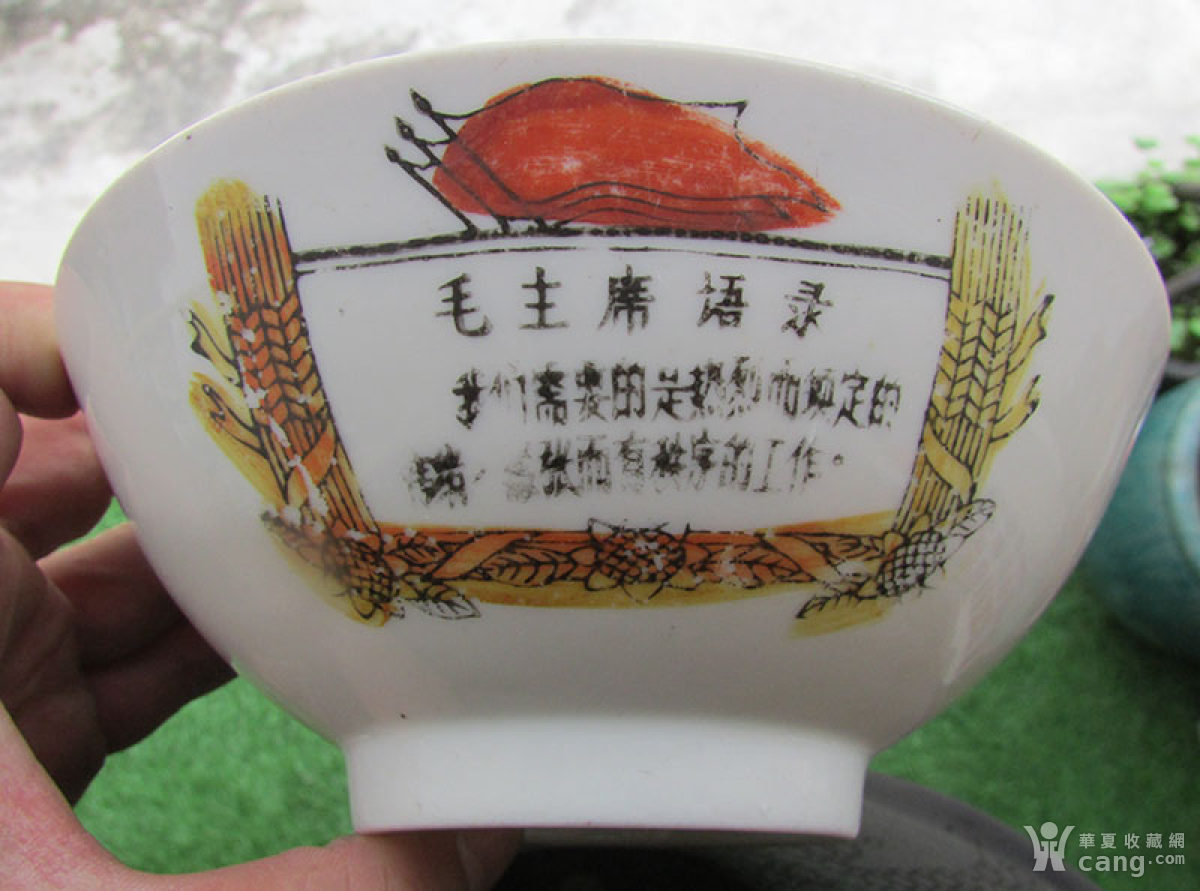 毛主席语录
我们需要的是热烈而镇定的
情绪，紧张而有秩序的工作。
華夏收藏網
cang.com